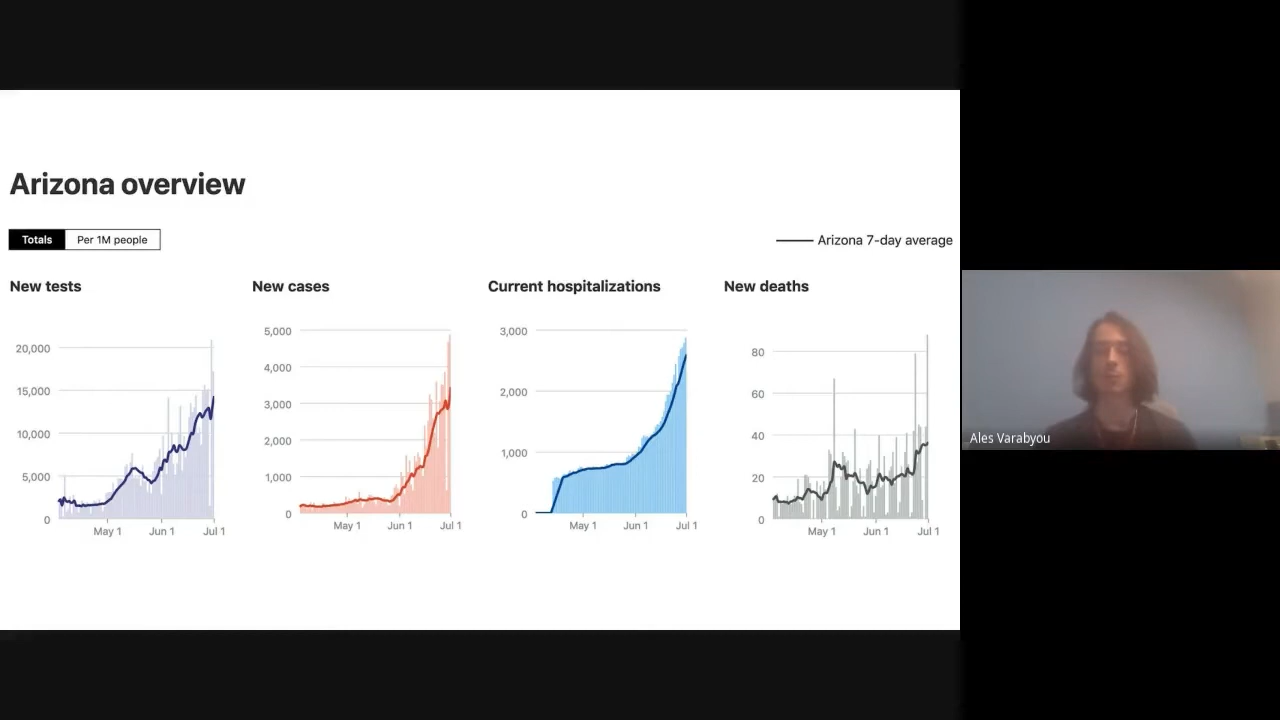 Arizona overview
Totals Per 1M people
Arizona 7-day average
New tests
20,000
15,000
10,000
5,000
0
May 1 Jun 1 Jul 1
New cases
5,000
4,000
3,000
2,000
1,000
0
May 1 Jun 1 Jul 1
Current hospitalizations
3,000
2,000
1,000
0
May 1 Jun 1 Jul 1
New deaths
80
60
40
20
0
May 1 Jun 1 Jul 1
Ales Varabyou